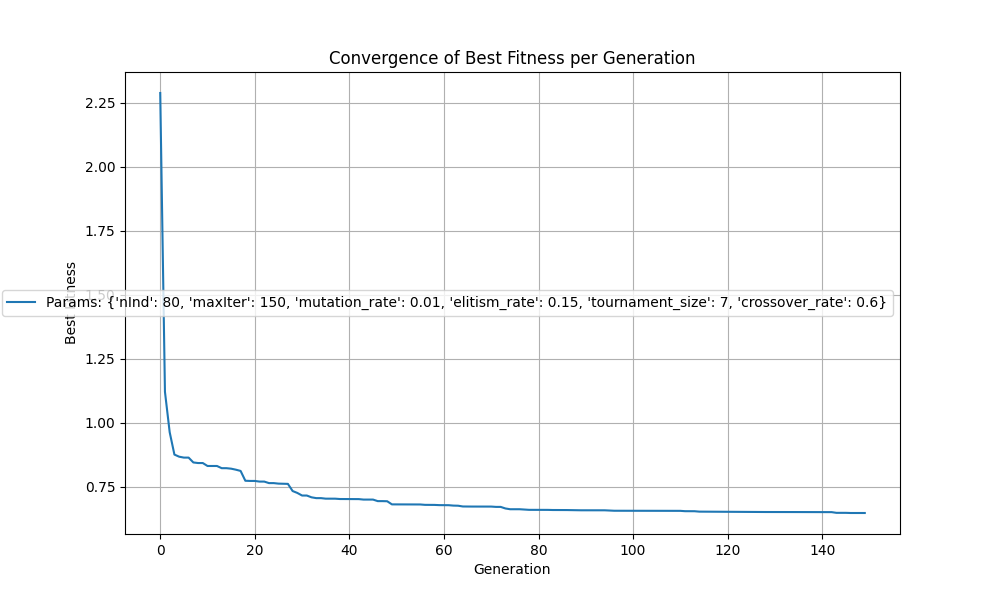 Convergence of Best Fitness per Generation
2.25
2.00
1.75
1.50
Params: {'nInd': 80, 'maxIter': 150, 'mutation_rate': 0.01, 'elitism_rate': 0.15, 'tournament_size': 7, 'crossover_rate': 0.6}
1.25
1.00
0.75
Best Fitness
0 20 40 60 80 100 120 140
Generation